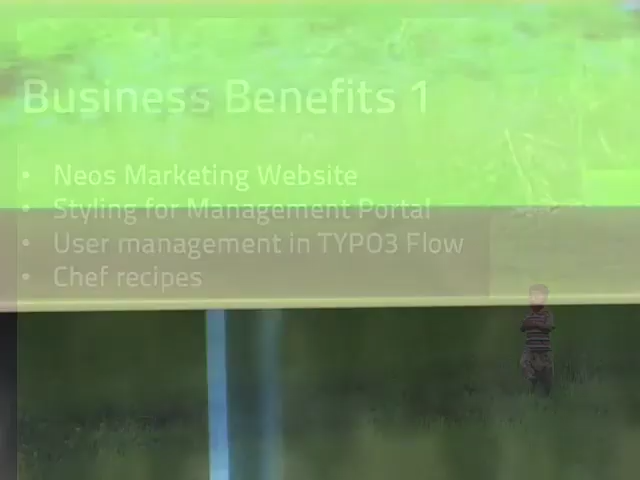 Business Benefits 1
• Neos Marketing Website
• Styling for Management Portal
• User management in TYPO3 Flow
• Chef recipes